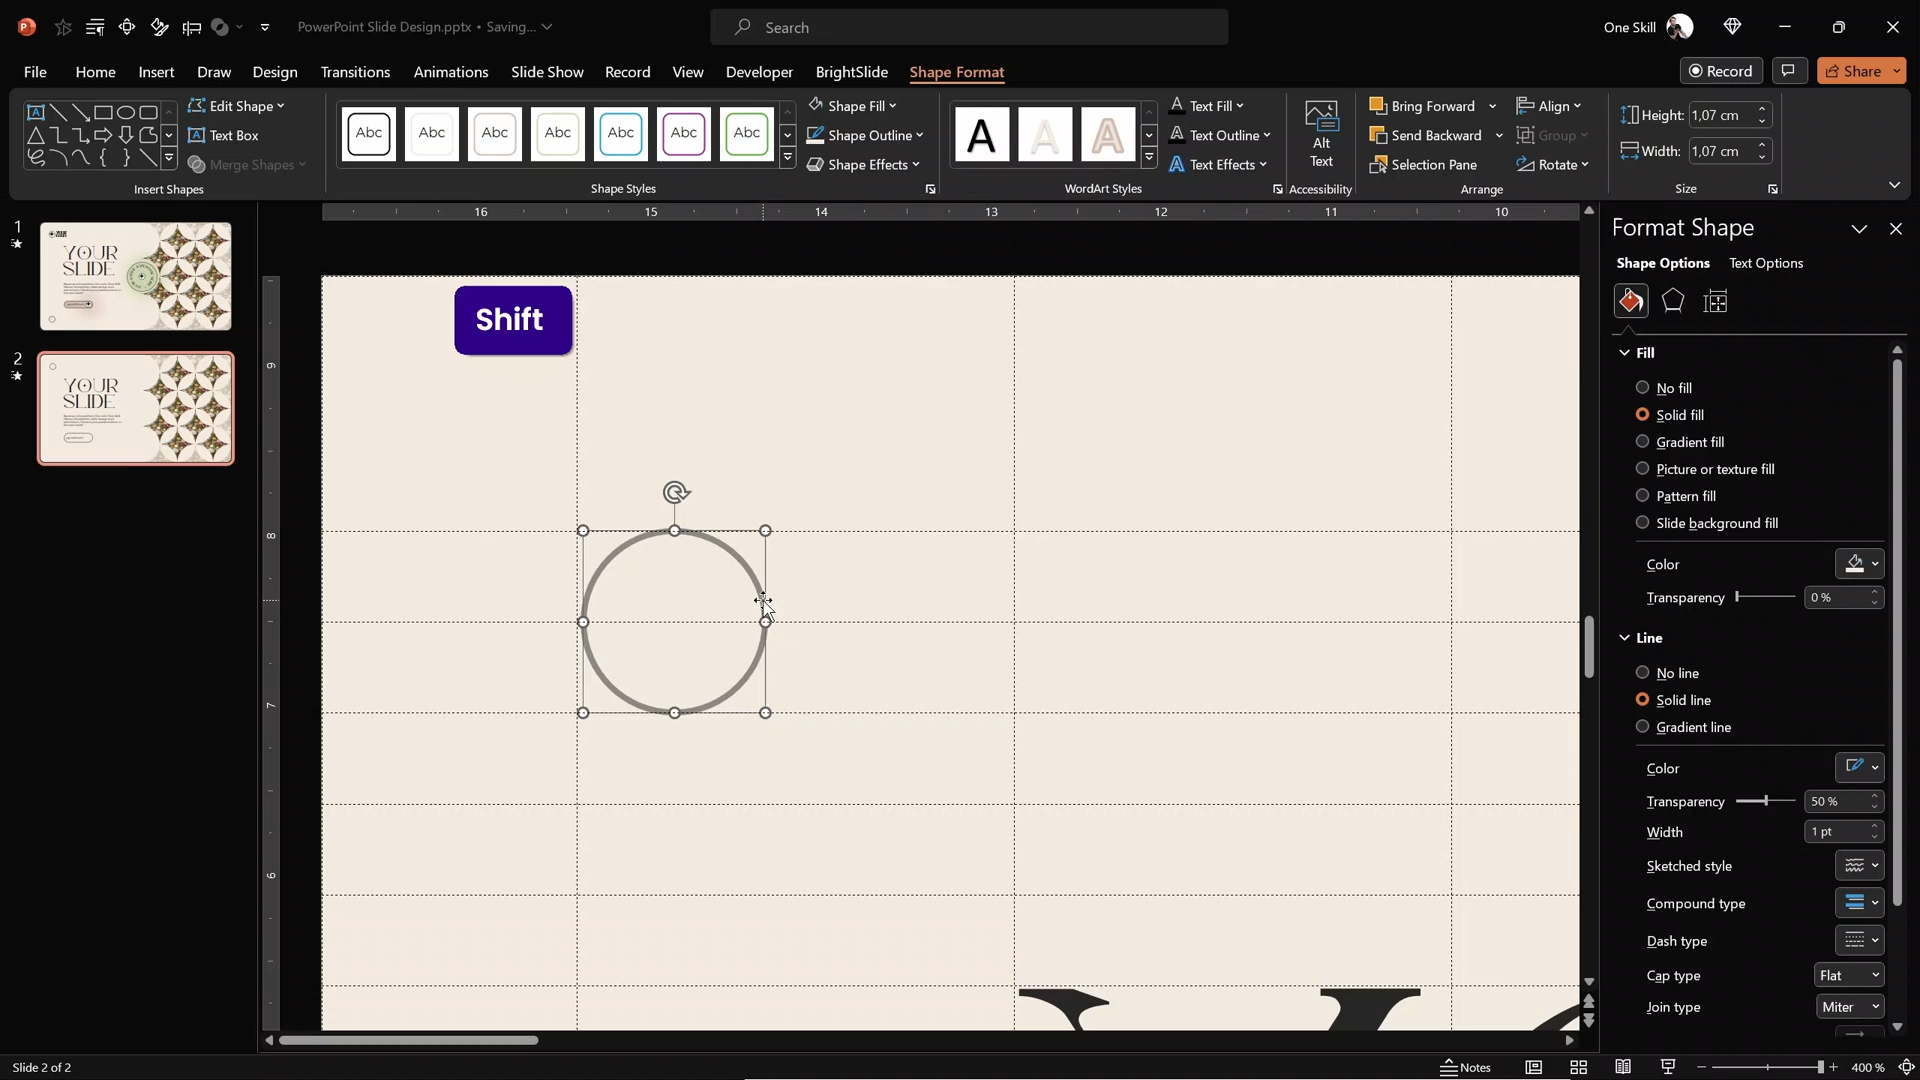 PowerPoint Slide Design.pptx • Saving...
Search
One Skill
File Home Insert Draw Design Transitions Animations Slide Show Record View Developer BrightSlide Shape Format
Record
Share
Edit Shape
Text Box
Merge Shapes
Insert Shapes
Abc Abc Abc Abc Abc Abc Abc
Shape Fill
Shape Outline
Shape Effects
Shape Styles
A A A
Text Fill
Text Outline
Text Effects
WordArt Styles
Alt
Text
Accessibility
Bring Forward
Send Backward
Selection Pane
Align
Group
Rotate
Arrange
Height: 1,07 cm
Width: 1,07 cm
Size
1
YOUR
SLIDE
2
YOUR
SLIDE
16 15 14 13 12 11 10
9
8
7
6
Shift
Format Shape
Shape Options Text Options
Fill
No fill
Solid fill
Gradient fill
Picture or texture fill
Pattern fill
Slide background fill
Color
Transparency 0 %
Line
No line
Solid line
Gradient line
Color
Transparency 50 %
Width 1 pt
Sketched style
Compound type
Dash type
Cap type Flat
Join type Miter
Slide 2 of 2
Notes
400 %